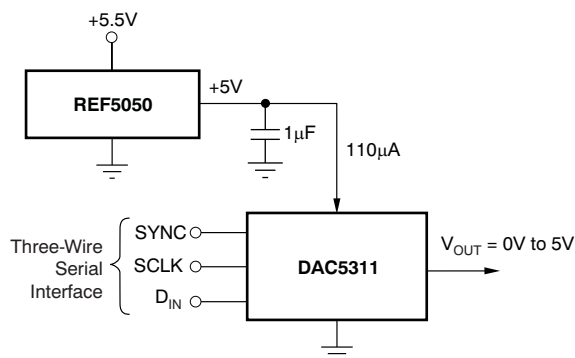 +5.5V
REF5050
+5V
1μF
110μA
Three-Wire
Serial
Interface
SYNC
SCLK
D_IN
DAC5311
V_OUT = 0V to 5V